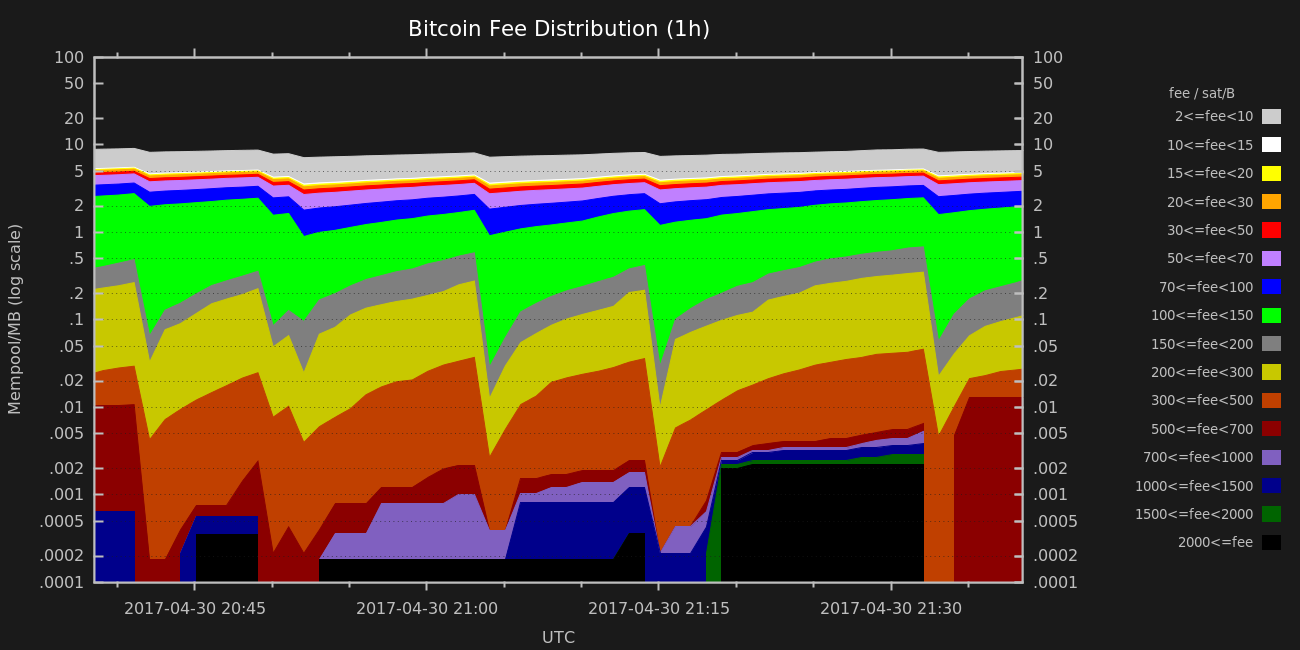 Bitcoin Fee Distribution (1h)
100 100
50 50
20 20
10 10
5 5
2 2
1 1
.5 .5
.2 .2
.1 .1
.05 .05
.02 .02
.01 .01
.005 .005
.002 .002
.001 .001
.0005 .0005
.0002 .0002
.0001 .0001
Mempool/MB (log scale)
2017-04-30 20:45 2017-04-30 21:00 2017-04-30 21:15 2017-04-30 21:30
UTC
fee / sat/B
2<=fee<10
10<=fee<15
15<=fee<20
20<=fee<30
30<=fee<50
50<=fee<70
70<=fee<100
100<=fee<150
150<=fee<200
200<=fee<300
300<=fee<500
500<=fee<700
700<=fee<1000
1000<=fee<1500
1500<=fee<2000
2000<=fee